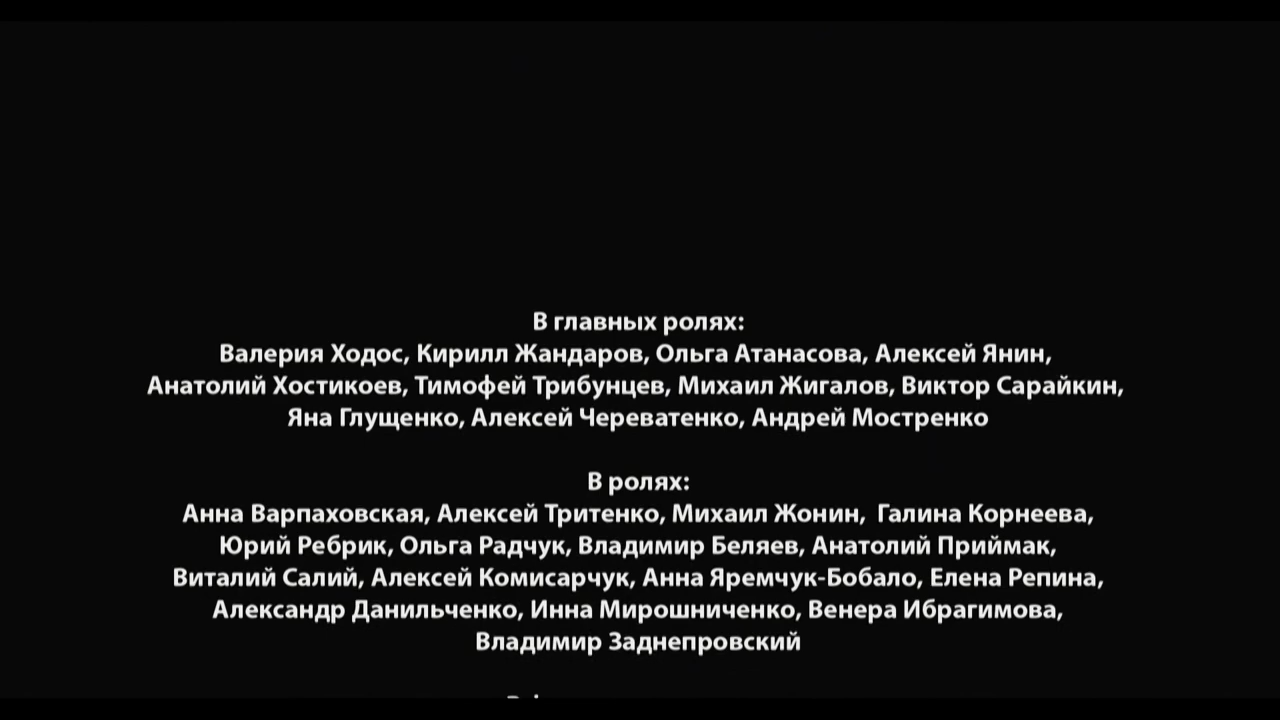 В главных ролях:
Валерия Ходос, Кирилл Жандаров, Ольга Атанасова, Алексей Янин,
Анатолий Хостикоев, Тимофей Трибунцев, Михаил Жигалов, Виктор Сарайкин,
Яна Глущенко, Алексей Череватенко, Андрей Мостренко
В ролях:
Анна Варпаховская, Алексей Тритенко, Михаил Жонин, Галина Корнеева,
Юрий Ребрик, Ольга Радчук, Владимир Беляев, Анатолий Приймак,
Виталий Салий, Алексей Комисарчук, Анна Яремчук-Бобало, Елена Репина,
Александр Данильченко, Инна Мирошниченко, Венера Ибрагимова,
Владимир Заднепровский